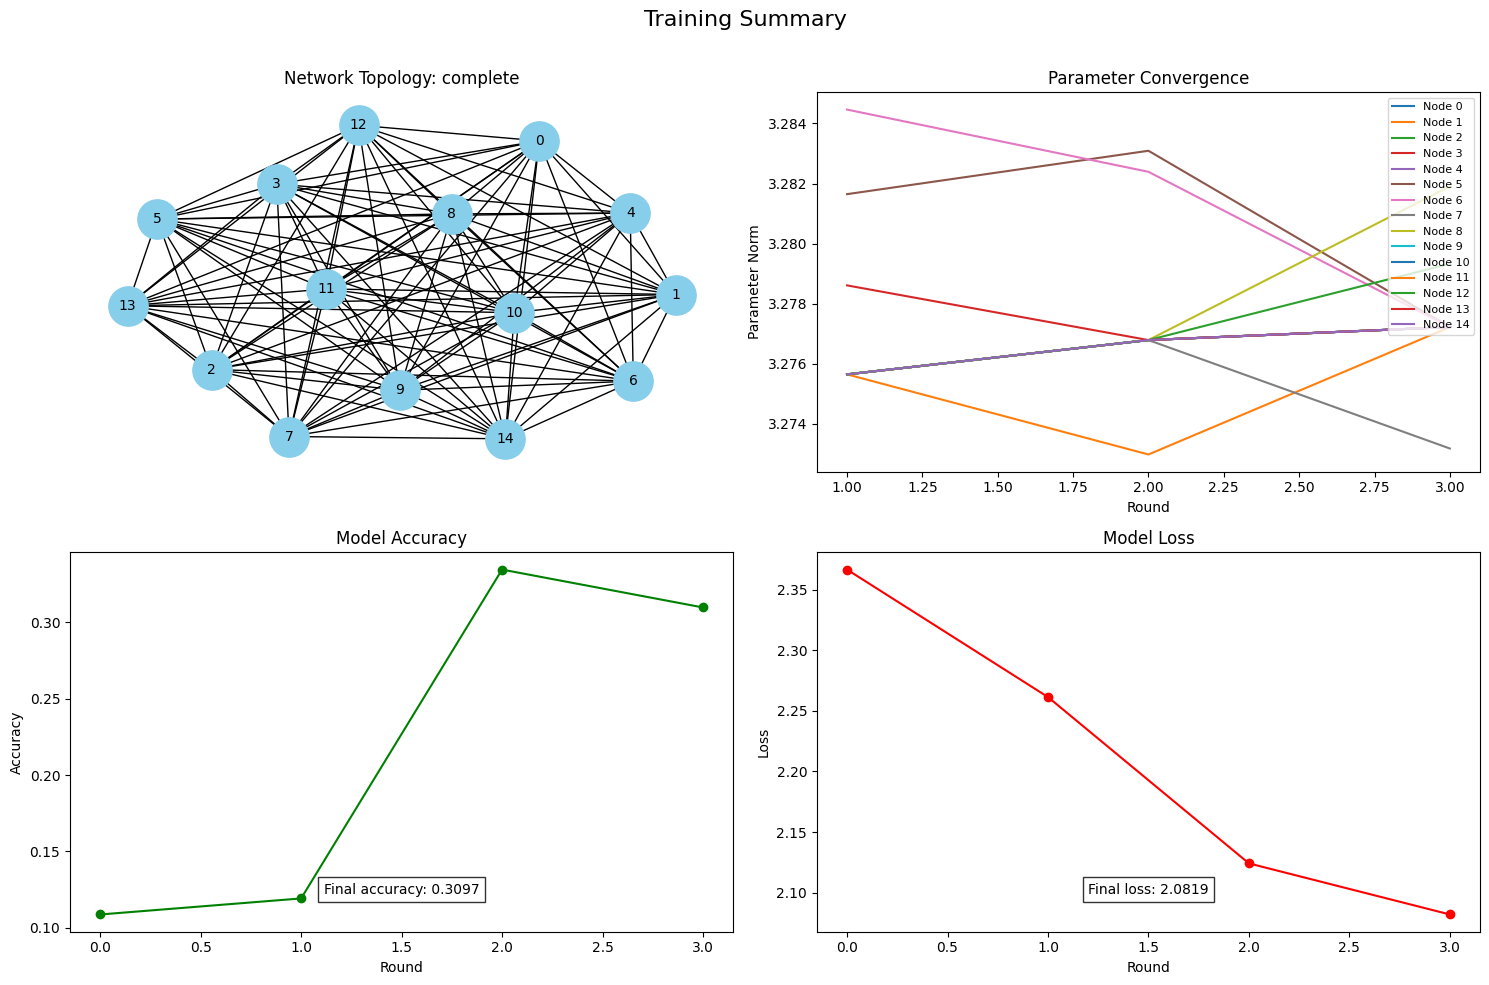 Training Summary
Network Topology: complete
12
0
3
4
5
8
11
1
13
10
2
6
9
7
14
Parameter Convergence
Parameter Norm
3.284
3.282
3.280
3.278
3.276
3.274
Node 0
Node 1
Node 2
Node 3
Node 4
Node 5
Node 6
Node 7
Node 8
Node 9
Node 10
Node 11
Node 12
Node 13
Node 14
1.00 1.25 1.50 1.75 2.00 2.25 2.50 2.75 3.00
Round
Model Accuracy
Accuracy
0.30
0.25
0.20
0.15
0.10
Final accuracy: 0.3097
0.0 0.5 1.0 1.5 2.0 2.5 3.0
Round
Model Loss
Loss
2.35
2.30
2.25
2.20
2.15
2.10
Final loss: 2.0819
0.0 0.5 1.0 1.5 2.0 2.5 3.0
Round